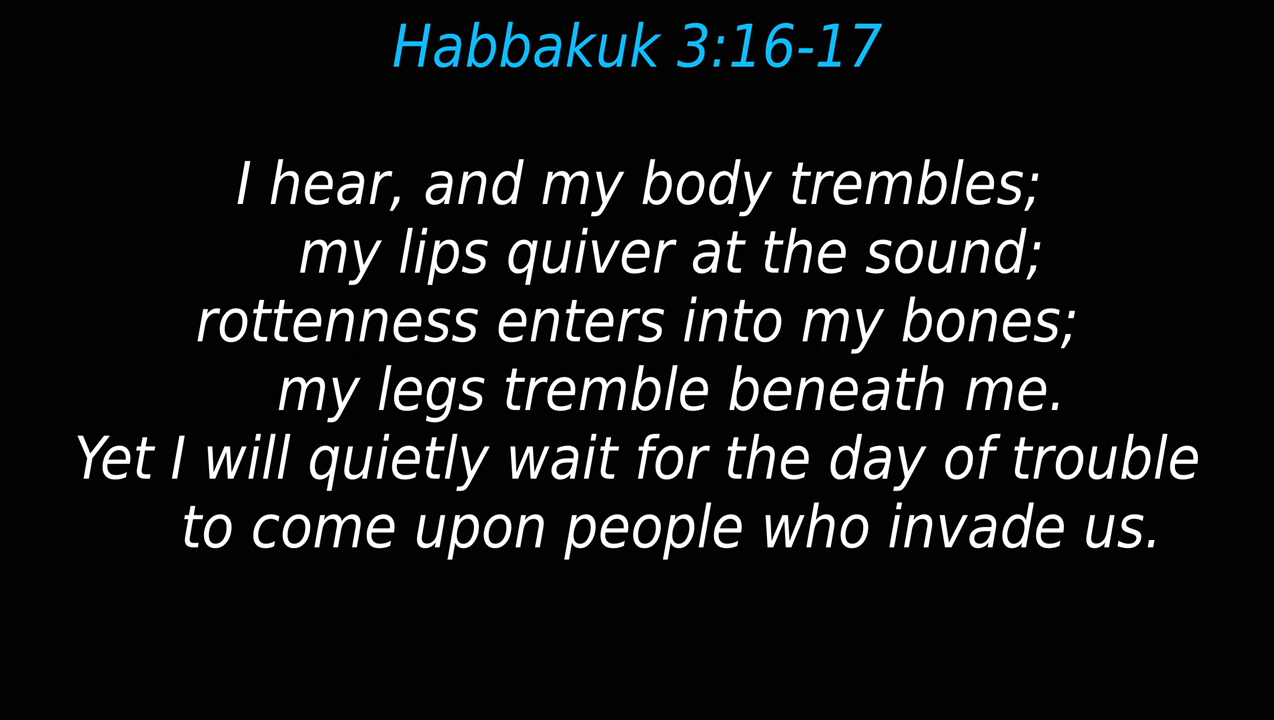 Habbakuk 3:16-17
I hear, and my body trembles;
my lips quiver at the sound;
rottenness enters into my bones;
my legs tremble beneath me.
Yet I will quietly wait for the day of trouble
to come upon people who invade us.